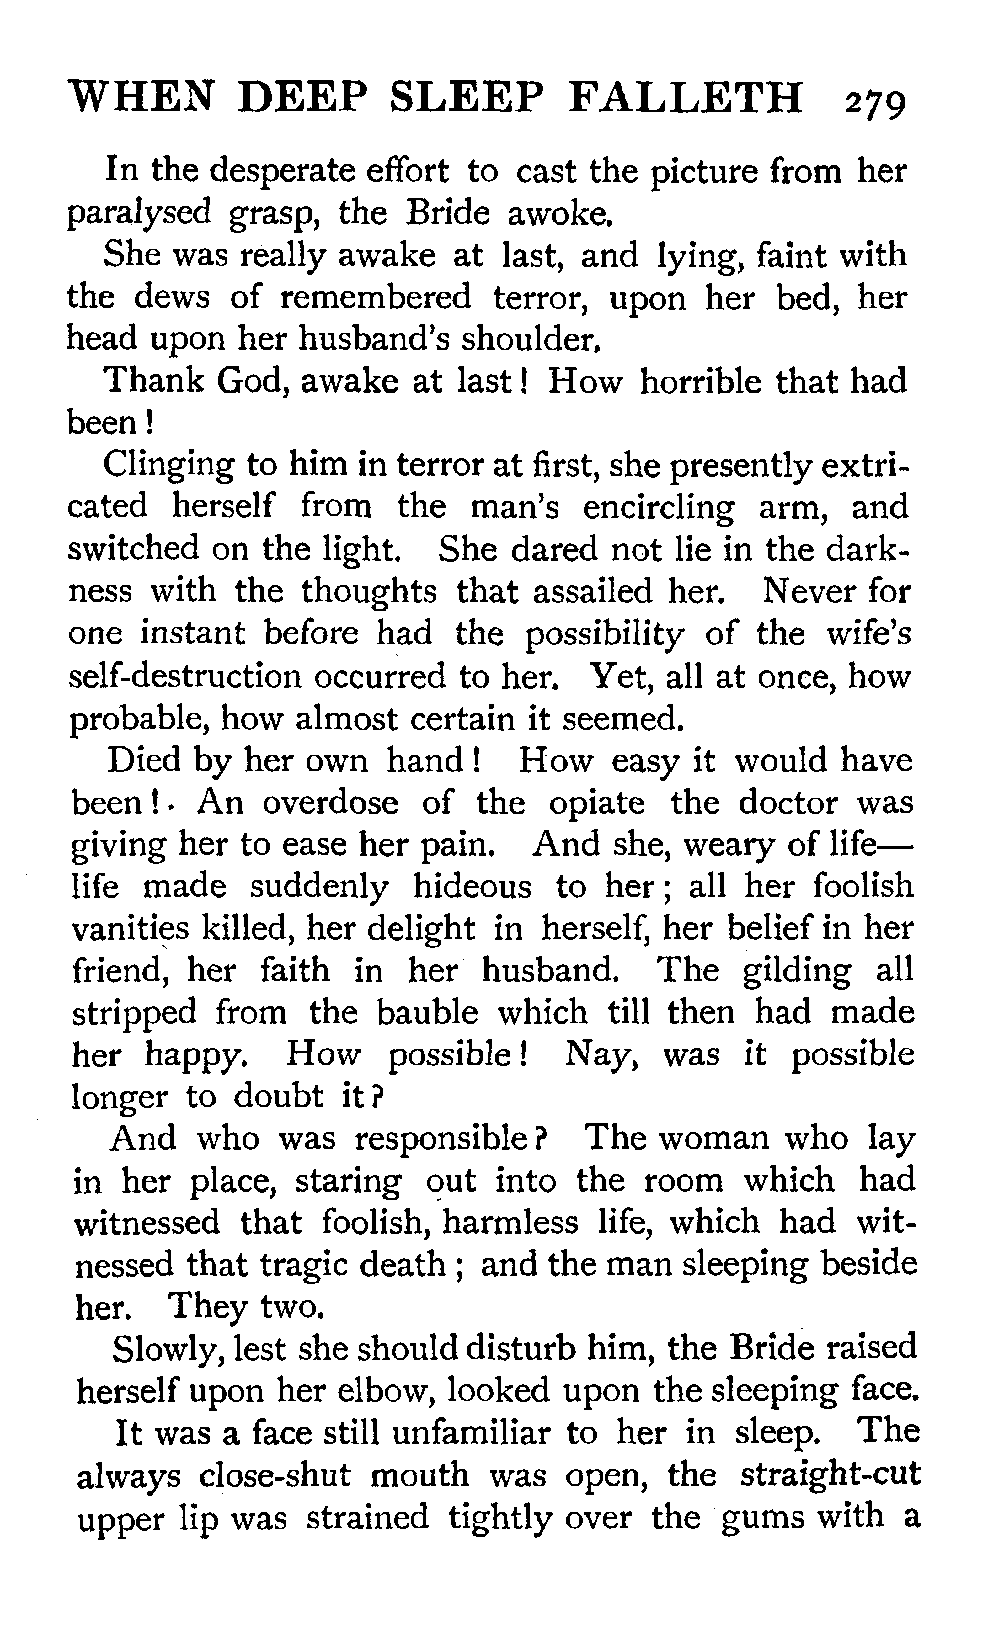 WHEN DEEP SLEEP FALLETH 279
In the desperate effort to cast the picture from her
paralysed grasp, the Bride awoke.
She was really awake at last, and lying, faint with
the dews of remembered terror, upon her bed, her
head upon her husband's shoulder.
Thank God, awake at last! How horrible that had
been!
Clinging to him in terror at first, she presently extri-
cated herself from the man's encircling arm, and
switched on the light. She dared not lie in the dark-
ness with the thoughts that assailed her. Never for
one instant before had the possibility of the wife's
self-destruction occurred to her. Yet, all at once, how
probable, how almost certain it seemed.
Died by her own hand! How easy it would have
been! An overdose of the opiate the doctor was
giving her to ease her pain. And she, weary of life—
life made suddenly hideous to her; all her foolish
vanities killed, her delight in herself, her belief in her
friend, her faith in her husband. The gilding all
stripped from the bauble which till then had made
her happy. How possible! Nay, was it possible
longer to doubt it?
And who was responsible? The woman who lay
in her place, staring out into the room which had
witnessed that foolish, harmless life, which had wit-
nessed that tragic death; and the man sleeping beside
her. They two.
Slowly, lest she should disturb him, the Bride raised
herself upon her elbow, looked upon the sleeping face.
It was a face still unfamiliar to her in sleep. The
always close-shut mouth was open, the straight-cut
upper lip was strained tightly over the gums with a